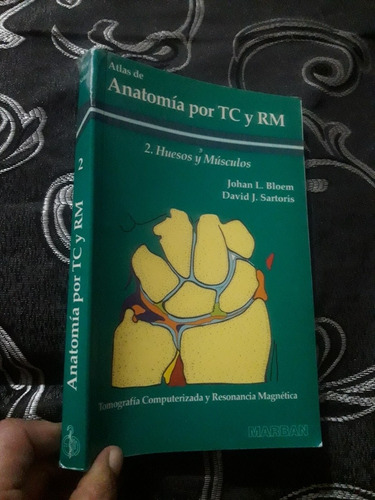 Atlas de
Anatomía por TC y RM
2. Huesos y Músculos
Johan L. Bloem
David J. Sartoris
Tomografía Computerizada y Resonancia Magnética
MARBAN
Anatomía por TC y RM 2